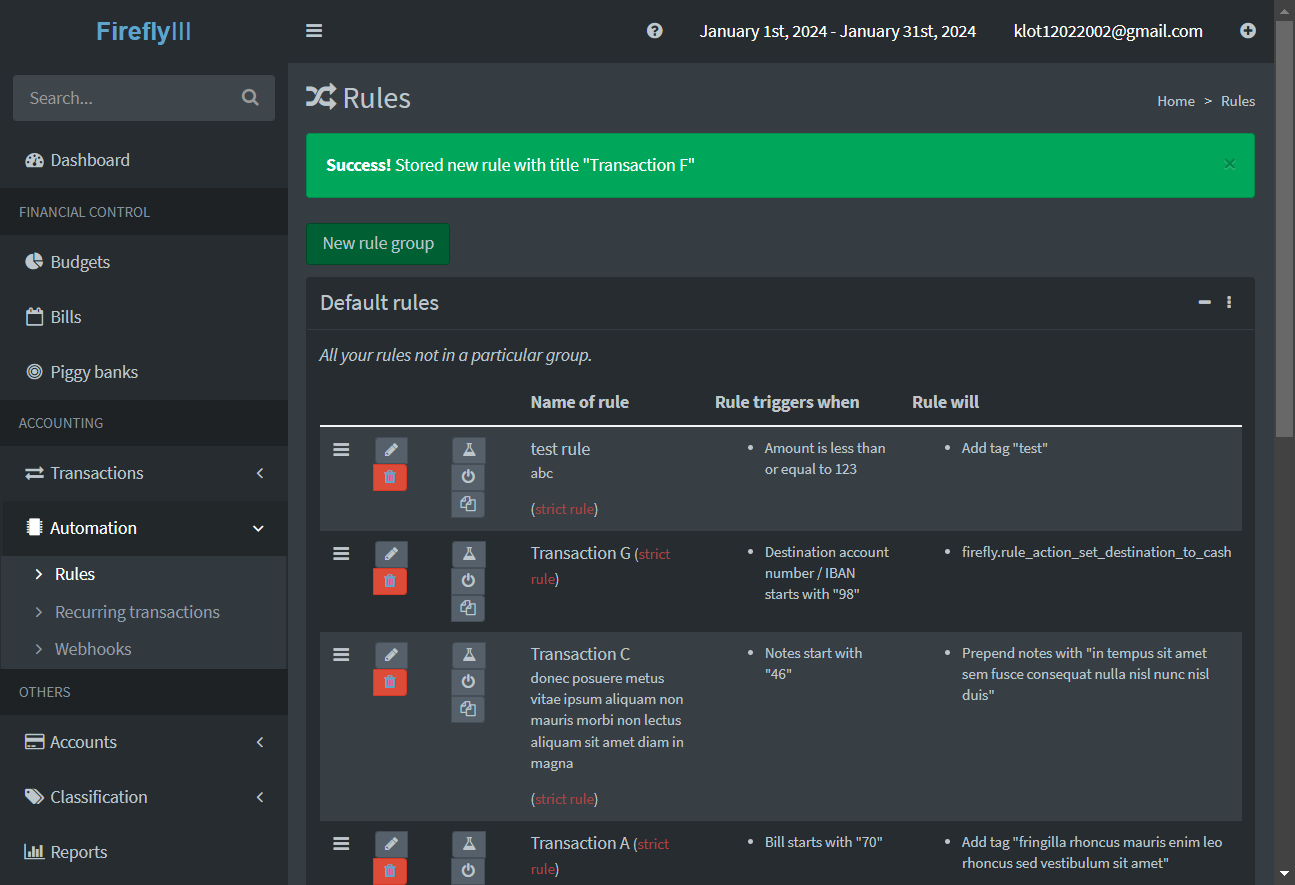 FireflyIII
January 1st, 2024 - January 31st, 2024
klot12022002@gmail.com
Search...
Dashboard
FINANCIAL CONTROL
Budgets
Bills
Piggy banks
ACCOUNTING
Transactions
Automation
Rules
Recurring transactions
Webhooks
OTHERS
Accounts
Classification
Reports
Rules
Home > Rules
Success! Stored new rule with title "Transaction F"
×
New rule group
Default rules
All your rules not in a particular group.
Name of rule
Rule triggers when
Rule will
test rule
abc
(strict rule)
Amount is less than
or equal to 123
Add tag "test"
Transaction G (strict
rule)
Destination account
number / IBAN
starts with "98"
firefly.rule_action_set_destination_to_cash
Transaction C
donec posuere metus
vitae ipsum aliquam non
mauris morbi non lectus
aliquam sit amet diam in
magna
(strict rule)
Notes start with
"46"
Prepend notes with "in tempus sit amet
sem fusce consequat nulla nisl nunc nisl
duis"
Transaction A (strict
rule)
Bill starts with "70"
Add tag "fringilla rhoncus mauris enim leo
rhoncus sed vestibulum sit amet"